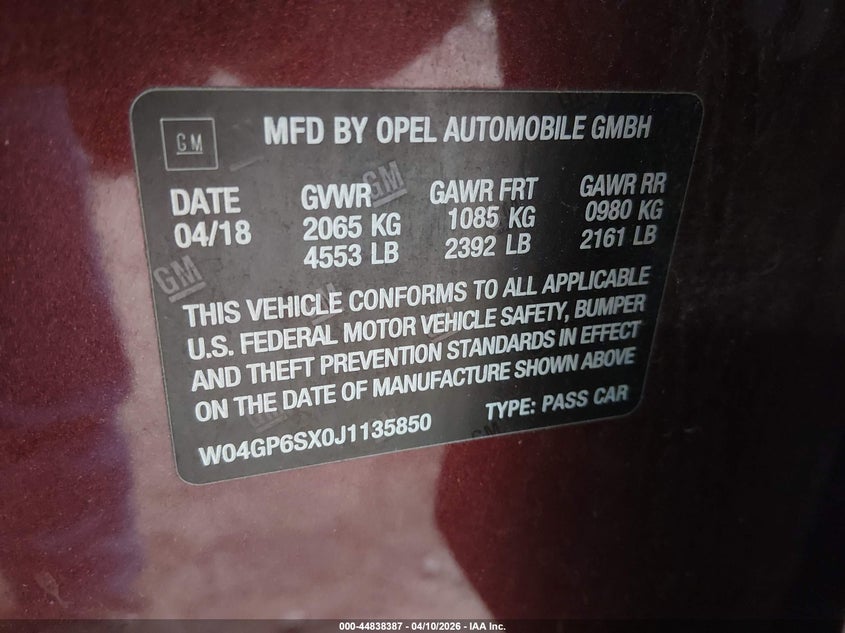 GM MFD BY OPEL AUTOMOBILE GMBH
DATE GVWR GAWR FRT GAWR RR
04/18 2065 KG 1085 KG 0980 KG
4553 LB 2392 LB 2161 LB
THIS VEHICLE CONFORMS TO ALL APPLICABLE
U.S. FEDERAL MOTOR VEHICLE SAFETY, BUMPER
AND THEFT PREVENTION STANDARDS IN EFFECT
ON THE DATE OF MANUFACTURE SHOWN ABOVE
W04GP6SX0J1135850 TYPE: PASS CAR
000-44838387 - 04/10/2026 - IAA Inc.